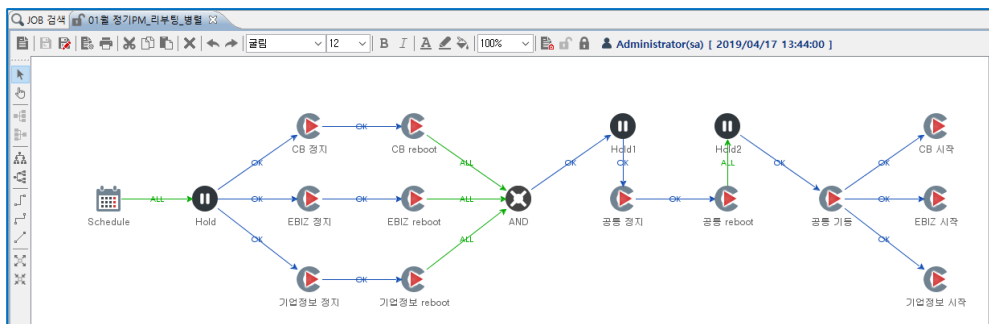 JOB 검색
01월 정기PM_리부팅_병렬
굴림 12 B I A 100% Administrator(sa) [ 2019/04/17 13:44:00 ]
CB 정지
OK
CB reboot
Hold1
Hold2
CB 시작
OK
ALL
OK
OK
ALL
OK
Schedule
ALL
Hold
OK
EBIZ 정지
OK
EBIZ reboot
ALL
AND
공통 정지
OK
공통 reboot
공통 기동
OK
EBIZ 시작
OK
ALL
OK
기업정보 정지
OK
기업정보 reboot
기업정보 시작